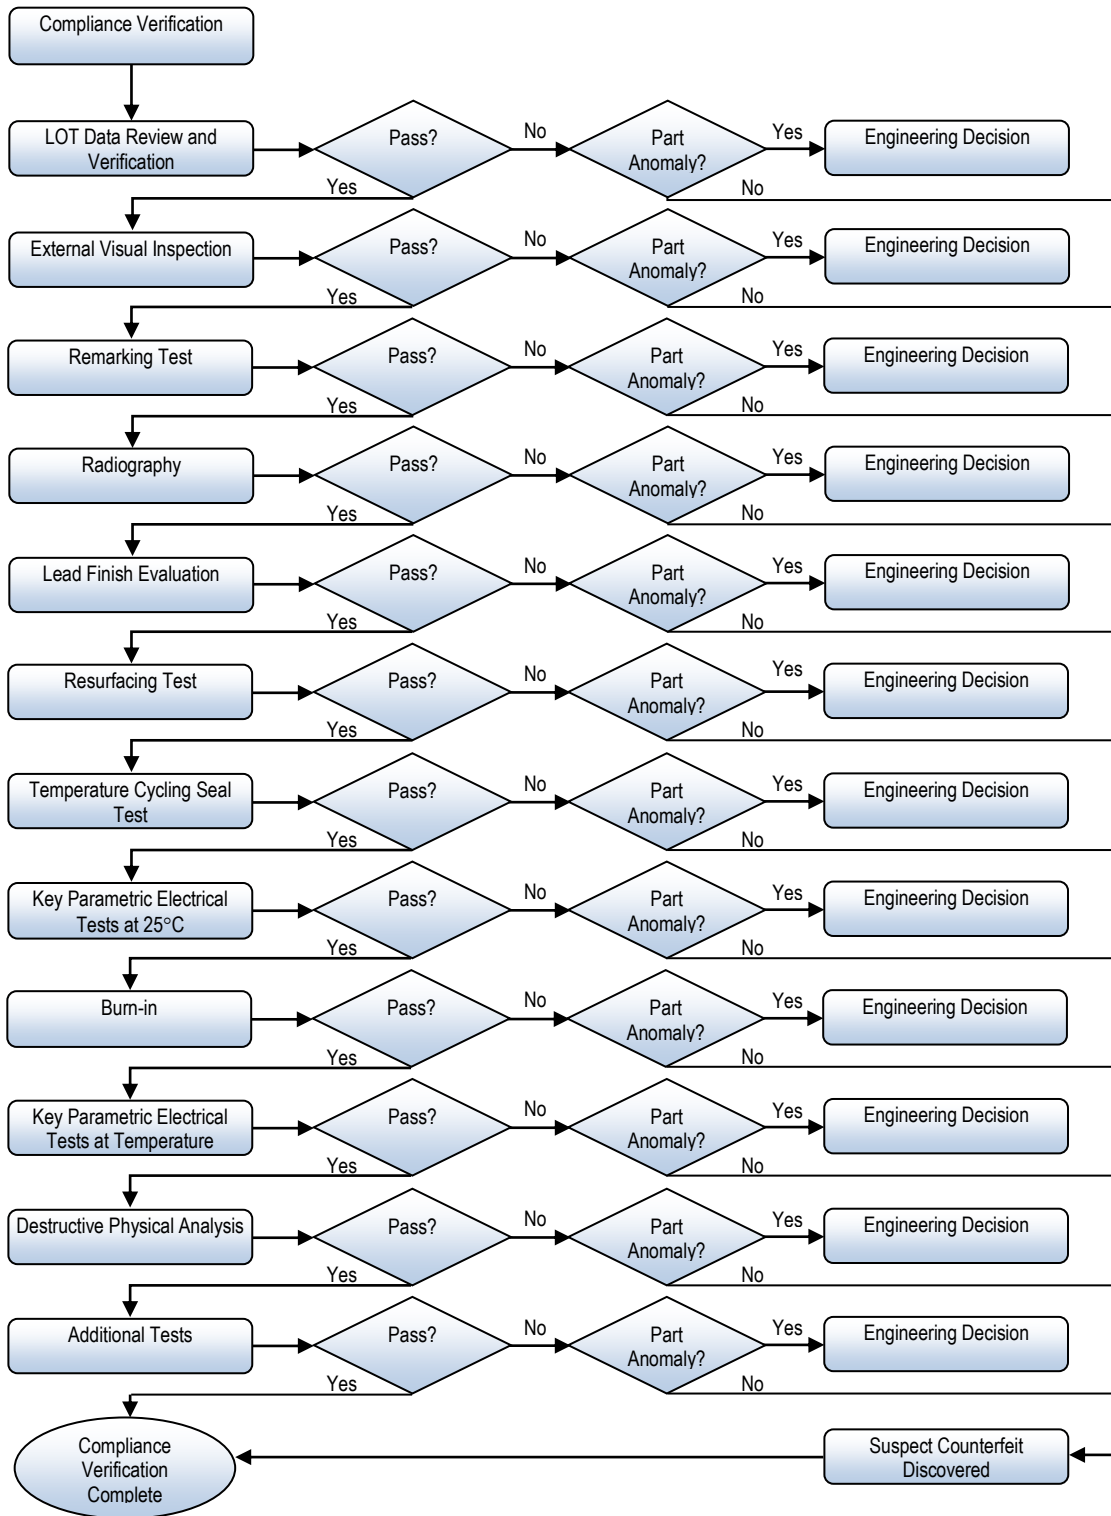 Compliance Verification
LOT Data Review and
Verification
Pass?
No
Part
Anomaly?
Yes
Engineering Decision
Yes
No
External Visual Inspection
Pass?
No
Part
Anomaly?
Yes
Engineering Decision
Yes
No
Remarking Test
Pass?
No
Part
Anomaly?
Yes
Engineering Decision
Yes
No
Radiography
Pass?
No
Part
Anomaly?
Yes
Engineering Decision
Yes
No
Lead Finish Evaluation
Pass?
No
Part
Anomaly?
Yes
Engineering Decision
Yes
No
Resurfacing Test
Pass?
No
Part
Anomaly?
Yes
Engineering Decision
Yes
No
Temperature Cycling Seal
Test
Pass?
No
Part
Anomaly?
Yes
Engineering Decision
Yes
No
Key Parametric Electrical
Tests at 25°C
Pass?
No
Part
Anomaly?
Yes
Engineering Decision
Yes
No
Burn-in
Pass?
No
Part
Anomaly?
Yes
Engineering Decision
Yes
No
Key Parametric Electrical
Tests at Temperature
Pass?
No
Part
Anomaly?
Yes
Engineering Decision
Yes
No
Destructive Physical Analysis
Pass?
No
Part
Anomaly?
Yes
Engineering Decision
Yes
No
Additional Tests
Pass?
No
Part
Anomaly?
Yes
Engineering Decision
Yes
No
Compliance
Verification
Complete
Suspect Counterfeit
Discovered